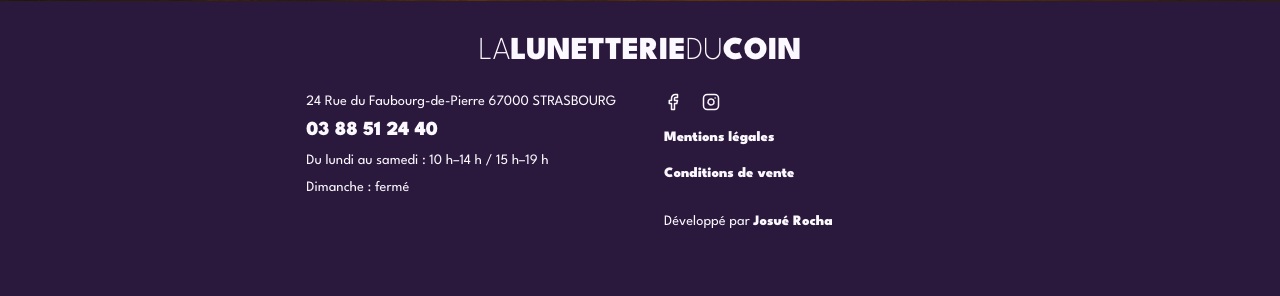 LALUNETTERIEDUCOIN
24 Rue du Faubourg-de-Pierre 67000 STRASBOURG
03 88 51 24 40
Du lundi au samedi : 10 h–14 h / 15 h–19 h
Dimanche : fermé
Mentions légales
Conditions de vente
Développé par Josué Rocha